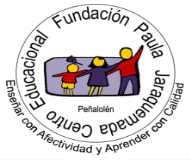 Centro Educacional Fundación Paula Jaraquemada
Peñalolén
Enseñar con Afectividad y Aprender con Calidad